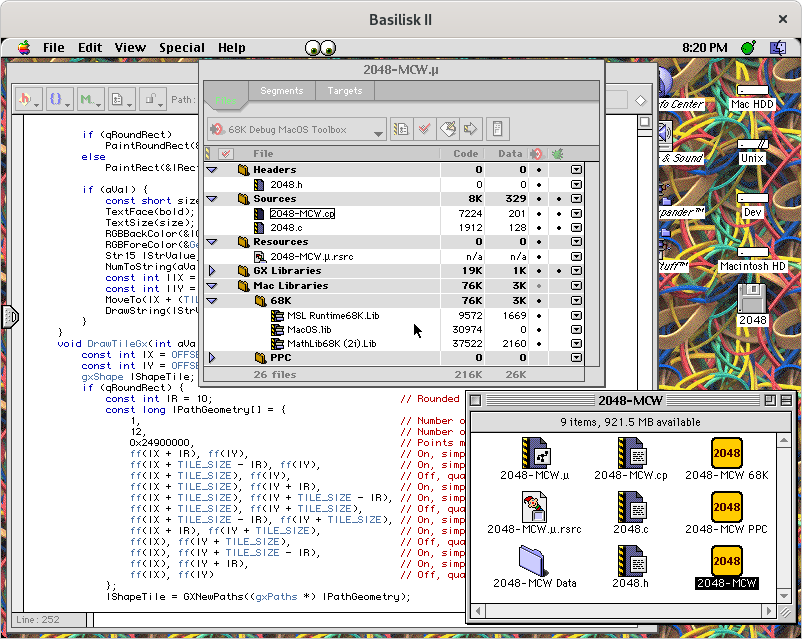 Basilisk II
File Edit View Special Help
8:20 PM
2048-MCW.µ
Files Segments Targets
68K Debug MacOS Toolbox
File Code Data
Headers 0 0
2048.h 0 0
Sources 8K 329
2048-MCW.cp 7224 201
2048.c 1912 128
Resources 0 0
2048-MCW.µ.rsrc n/a n/a
GX Libraries 19K 1K
Mac Libraries 76K 3K
68K 76K 3K
MSL Runtime68K.Lib 9572 1669
MacOS.lib 30974 0
MathLib68K (2i).Lib 37522 2160
PPC 0 0
26 files 216K 26K
h {} M. Path:
if (qRoundRect)
PaintRoundRect(&
else
PaintRect(&lRect
if (aVal) {
const short size
TextFace(bold);
TextSize(size);
RGBBackColor(&lC
RGBForeColor(&Ge
Str15 lStrValue
NumToString(aVa
const int lIX =
const int lIY =
MoveTo(lX + (TIL
DrawString(lStrV
}
}
void DrawTileGx(int aVal
const int lX = OFFSE
const int lY = OFFSE
gxShape lShapeTile;
if (qRoundRect) {
const int lR = 10; // Rounded
const long lPathGeometry[] = {
1, // Number o
12, // Number o
0x24900000, // Points m
ff(lX + lR), ff(lY), // On, simp
ff(lX + TILE_SIZE - lR), ff(lY), // On, simp
ff(lX + TILE_SIZE), ff(lY), // Off, qua
ff(lX + TILE_SIZE), ff(lY + lR), // On, simp
ff(lX + TILE_SIZE), ff(lY + TILE_SIZE - lR), // On, simp
ff(lX + TILE_SIZE), ff(lY + TILE_SIZE), // Off, qua
ff(lX + TILE_SIZE - lR), ff(lY + TILE_SIZE), // On, simp
ff(lX + lR), ff(lY + TILE_SIZE), // On, simp
ff(lX), ff(lY + TILE_SIZE), // Off, qua
ff(lX), ff(lY + TILE_SIZE - lR), // On, simp
ff(lX), ff(lY + lR), // On, simp
ff(lX), ff(lY) // Off, qua
};
lShapeTile = GXNewPaths((gxPaths *) lPathGeometry);
Line: 252
fo Center
Mac HDD
& Sound
Unix
pander™
Dev
tuff™
Macintosh HD
2048
2048-MCW
9 items, 921.5 MB available
2048-MCW.µ 2048-MCW.cp 2048 2048-MCW 68K
2048-MCW.µ.rsrc 2048.c 2048 2048-MCW PPC
2048-MCW Data 2048.h 2048 2048-MCW